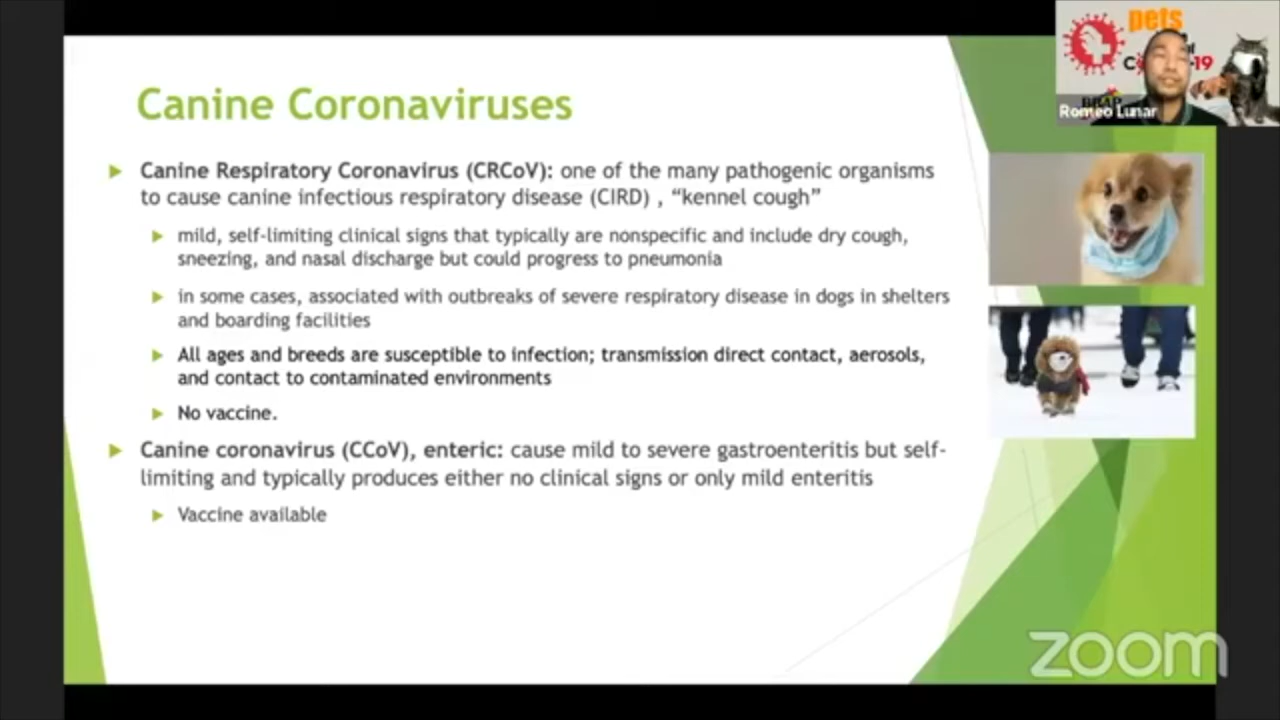 Canine Coronaviruses
Canine Respiratory Coronavirus (CRCoV): one of the many pathogenic organisms
to cause canine infectious respiratory disease (CIRD) , “kennel cough”
mild, self-limiting clinical signs that typically are nonspecific and include dry cough,
sneezing, and nasal discharge but could progress to pneumonia
in some cases, associated with outbreaks of severe respiratory disease in dogs in shelters
and boarding facilities
All ages and breeds are susceptible to infection; transmission direct contact, aerosols,
and contact to contaminated environments
No vaccine.
Canine coronavirus (CCoV), enteric: cause mild to severe gastroenteritis but self-
limiting and typically produces either no clinical signs or only mild enteritis
Vaccine available
pets
Romeo Lunar
zoom